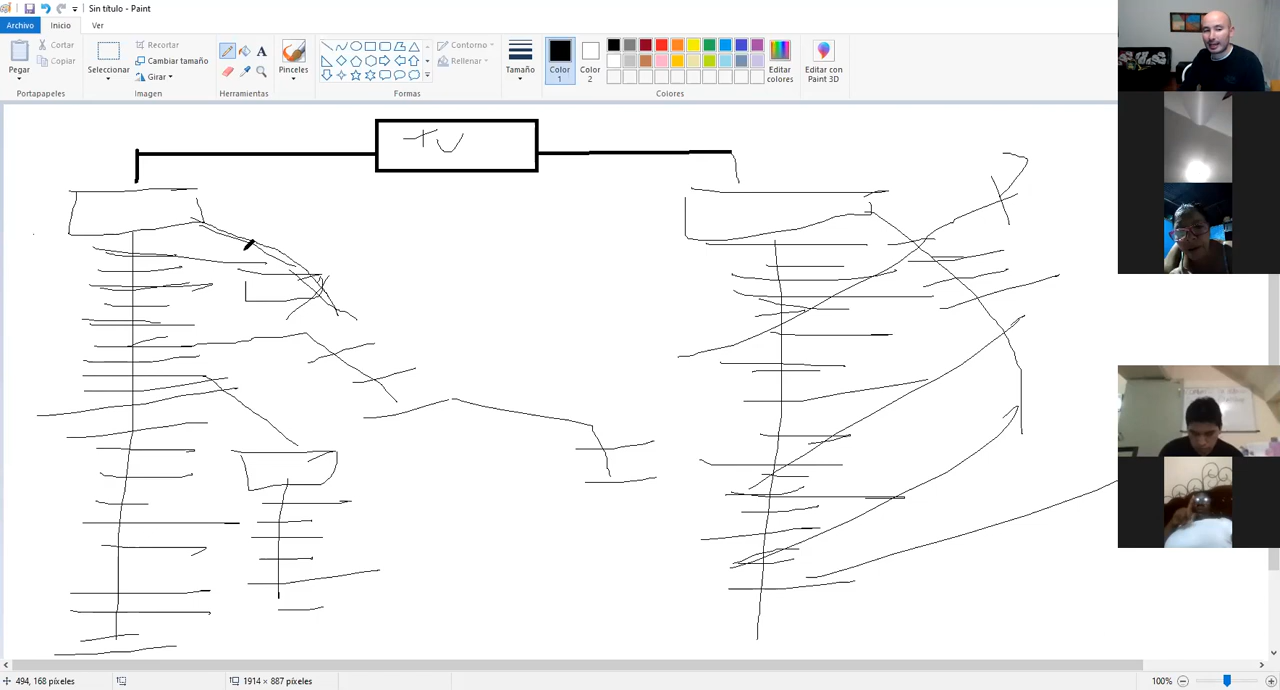 Sin título - Paint
Archivo
Inicio
Ver
Pegar
Cortar
Copiar
Portapapeles
Seleccionar
Recortar
Cambiar tamaño
Girar
Imagen
A
Herramientas
Pinceles
Contorno
Rellenar
Formas
Tamaño
Color
1
Color
2
Editar
colores
Colores
Editar con
Paint 3D
TU
494, 168 píxeles
1914 × 887 píxeles
100%